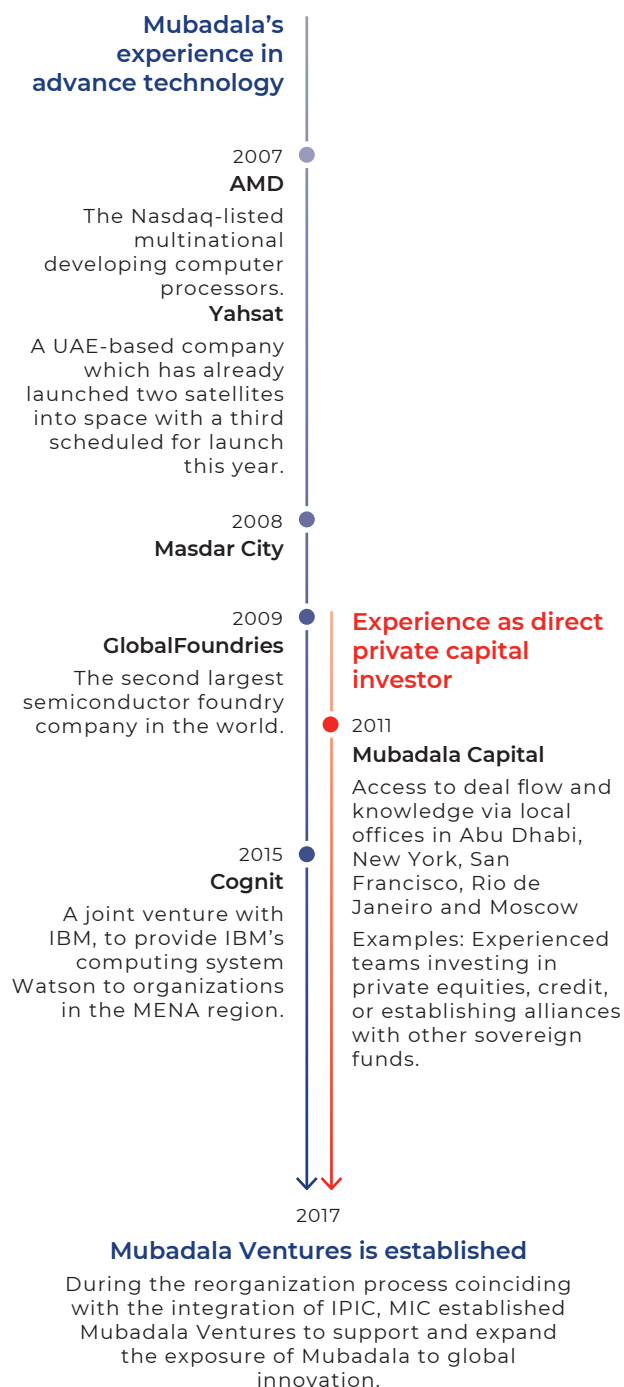 Mubadala’s
experience in
advance technology
2007
AMD
The Nasdaq-listed
multinational
developing computer
processors.
Yahsat
A UAE-based company
which has already
launched two satellites
into space with a third
scheduled for launch
this year.
2008
Masdar City
2009
GlobalFoundries
The second largest
semiconductor foundry
company in the world.
2015
Cognit
A joint venture with
IBM, to provide IBM’s
computing system
Watson to organizations
in the MENA region.
Experience as direct
private capital
investor
2011
Mubadala Capital
Access to deal flow and
knowledge via local
offices in Abu Dhabi,
New York, San
Francisco, Rio de
Janeiro and Moscow
Examples: Experienced
teams investing in
private equities, credit,
or establishing alliances
with other sovereign
funds.
2017
Mubadala Ventures is established
During the reorganization process coinciding
with the integration of IPIC, MIC established
Mubadala Ventures to support and expand
the exposure of Mubadala to global
innovation.